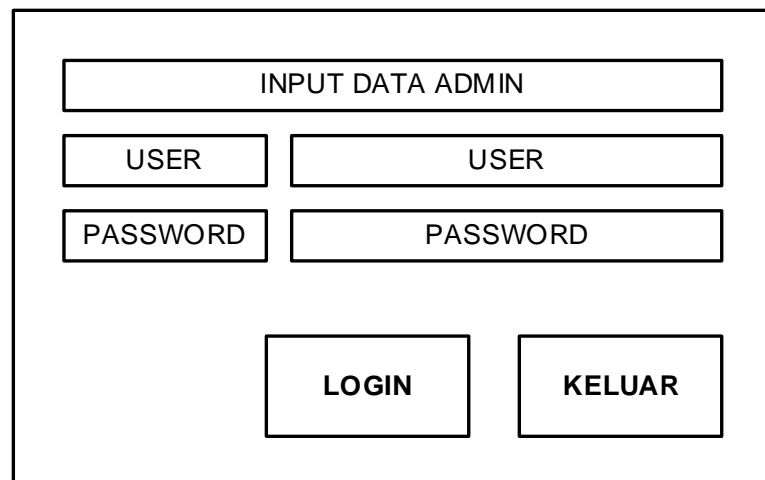 INPUT DATA ADMIN
USER USER
PASSWORD PASSWORD
LOGIN KELUAR